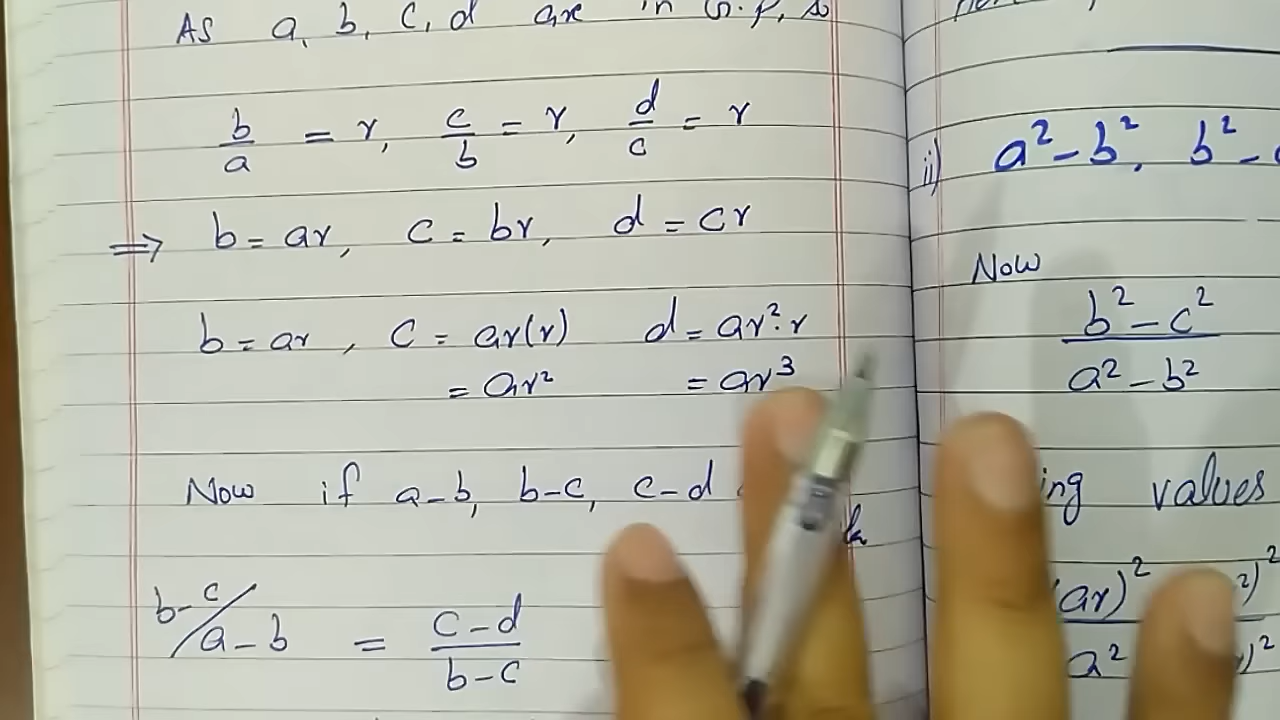 As a, b, c, d are in G.P, so
b/a = r, c/b = r, d/c = r
⇒ b = ar, c = br, d = cr
b = ar, c = ar(r) d = ar².r
= ar² = ar³
Now if a-b, b-c, c-d
b-c/a-b = c-d/b-c
ii) a²-b², b²-
Now
b²-c²/a²-b²
values
(ar)²
a²